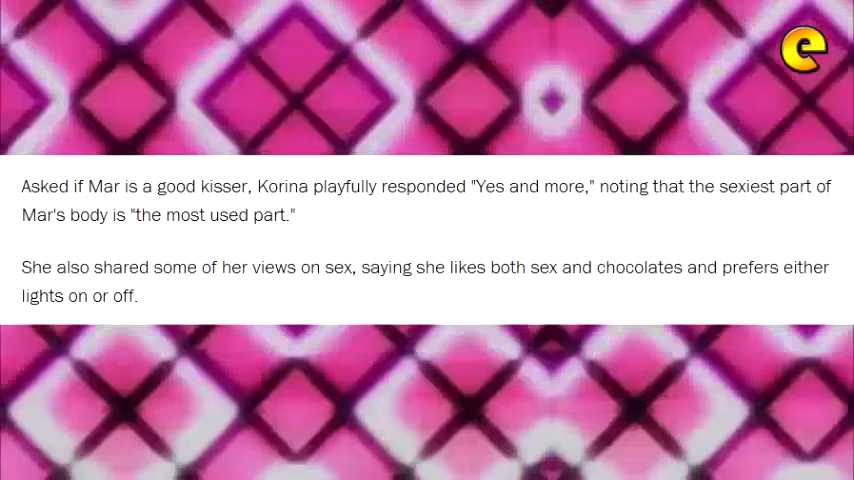 e
Asked if Mar is a good kisser, Korina playfully responded "Yes and more," noting that the sexiest part of
Mar's body is "the most used part."
She also shared some of her views on sex, saying she likes both sex and chocolates and prefers either
lights on or off.